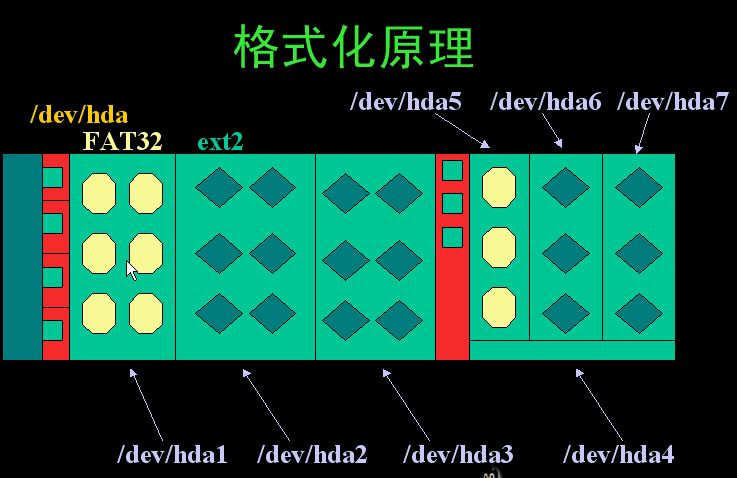 格式化原理
/dev/hda5 /dev/hda6 /dev/hda7
/dev/hda
FAT32 ext2
/dev/hda1 /dev/hda2 /dev/hda3 /dev/hda4